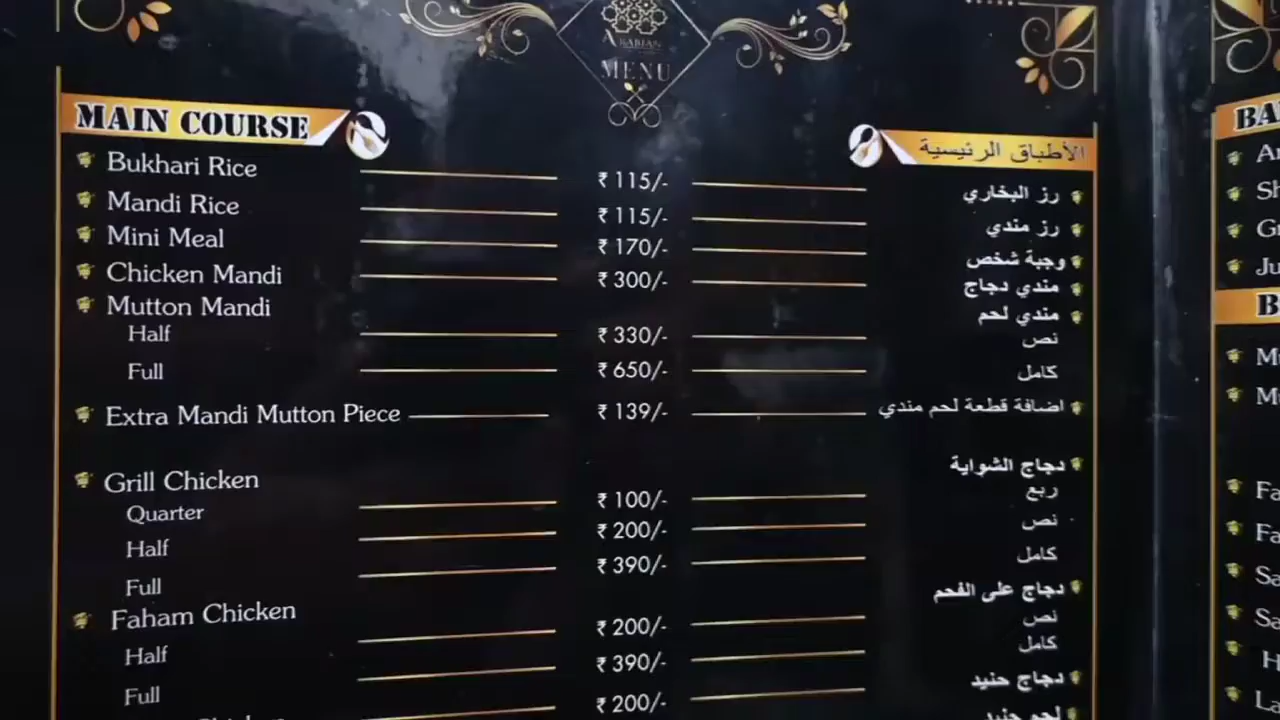 ARABIAN
MENU
MAIN COURSE
الأطباق الرئيسية
Bukhari Rice ₹ 115/- رز البخاري
Mandi Rice ₹ 115/- رز مندي
Mini Meal ₹ 170/- وجبة شخص
Chicken Mandi ₹ 300/- مندي دجاج
Mutton Mandi مندي لحم
Half ₹ 330/- نص
Full ₹ 650/- كامل
Extra Mandi Mutton Piece ₹ 139/- اضافة قطعة لحم مندي
Grill Chicken دجاج الشواية
Quarter ₹ 100/- ربع
Half ₹ 200/- نص
Full ₹ 390/- كامل
Faham Chicken دجاج على الفحم
Half ₹ 200/- نص
Full ₹ 390/- كامل
₹ 200/- دجاج حنيد
لحم حنيد